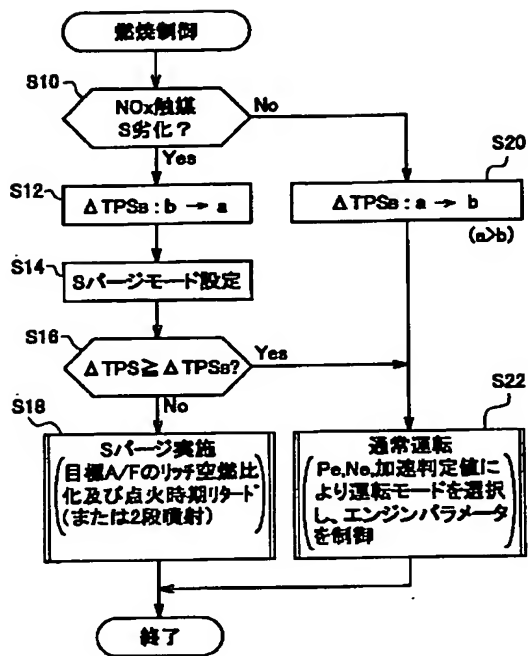 燃焼制御
S10
NOx触媒
S劣化?
No
Yes
S12
ΔTPSB : b → a
S20
ΔTPSB : a → b
(a>b)
S14
Sパージモード設定
S16
ΔTPS≧ΔTPSB?
Yes
No
S18
Sパージ実施
(目標A/Fのリッチ空燃比
化及び点火時期リタード
(または2段噴射))
S22
通常運転
(Pe,Ne,加速判定値に
より運転モードを選択
し、エンジンパラメータ
を制御)
終了